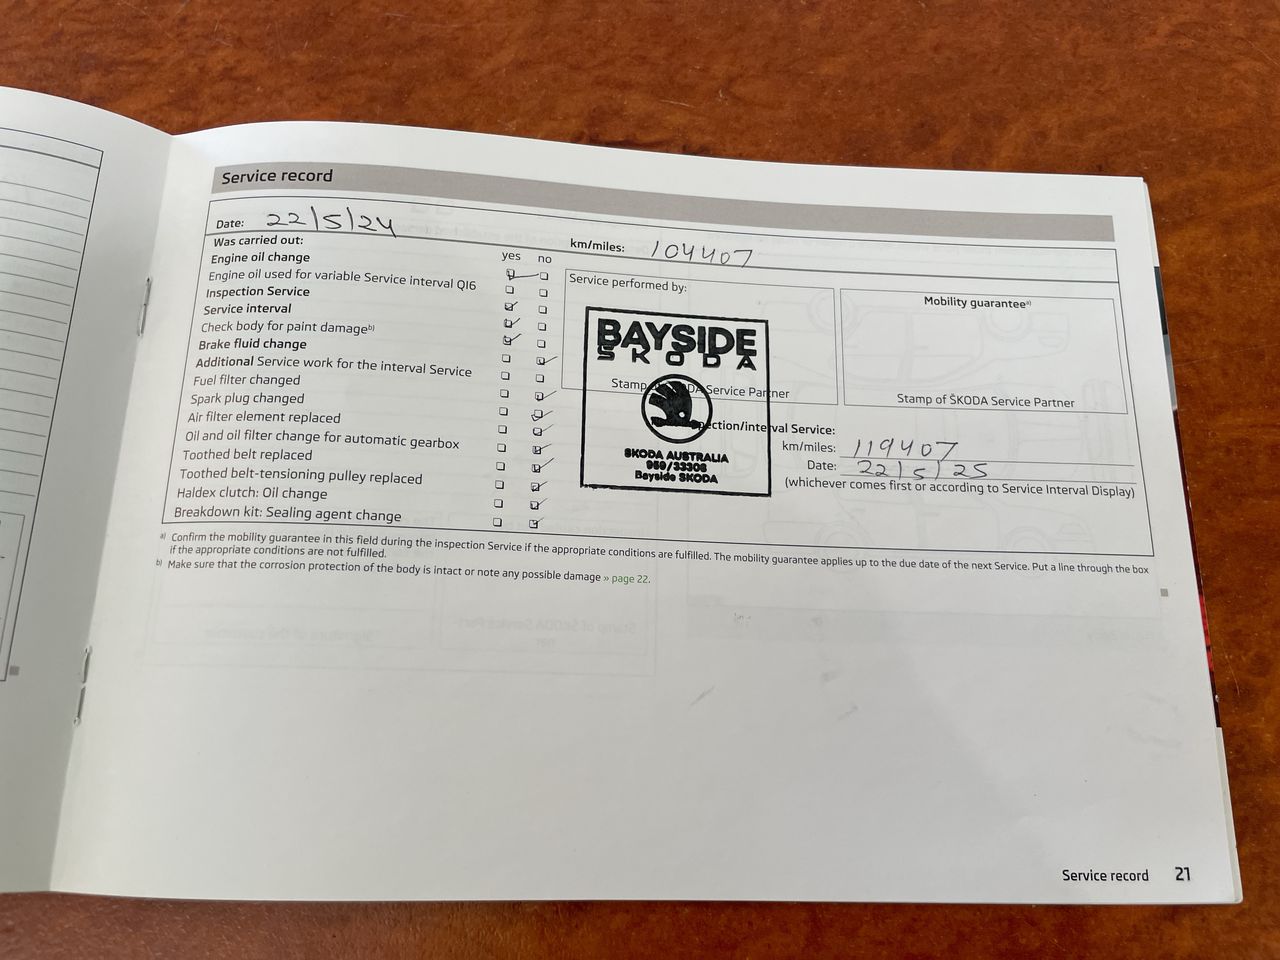 Service record
Date: 22/5/24
km/miles: 104407
Was carried out:
yes no
Engine oil change
Engine oil used for variable Service interval QI6
Inspection Service
Service interval
Check body for paint damageᵇ⁾
Brake fluid change
Additional Service work for the interval Service
Fuel filter changed
Spark plug changed
Air filter element replaced
Oil and oil filter change for automatic gearbox
Toothed belt replaced
Toothed belt-tensioning pulley replaced
Haldex clutch: Oil change
Breakdown kit: Sealing agent change
Service performed by:
BAYSIDE
SKODA
Stamp of ŠKODA Service Partner
SKODA AUSTRALIA
959/33308
Bayside SKODA
Mobility guaranteeᵃ⁾
Stamp of ŠKODA Service Partner
inspection/interval Service:
km/miles: 119407
Date: 22/5/25
(whichever comes first or according to Service Interval Display)
ᵃ⁾ Confirm the mobility guarantee in this field during the inspection Service if the appropriate conditions are fulfilled. The mobility guarantee applies up to the due date of the next Service. Put a line through the box
if the appropriate conditions are not fulfilled.
ᵇ⁾ Make sure that the corrosion protection of the body is intact or note any possible damage » page 22.
Service record 21